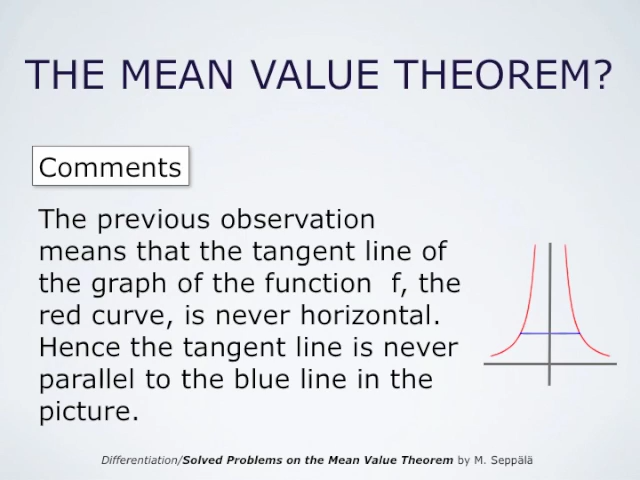 THE MEAN VALUE THEOREM?
Comments
The previous observation
means that the tangent line of
the graph of the function  f, the
red curve, is never horizontal.
Hence the tangent line is never
parallel to the blue line in the
picture.
Differentiation/Solved Problems on the Mean Value Theorem by M. Seppälä